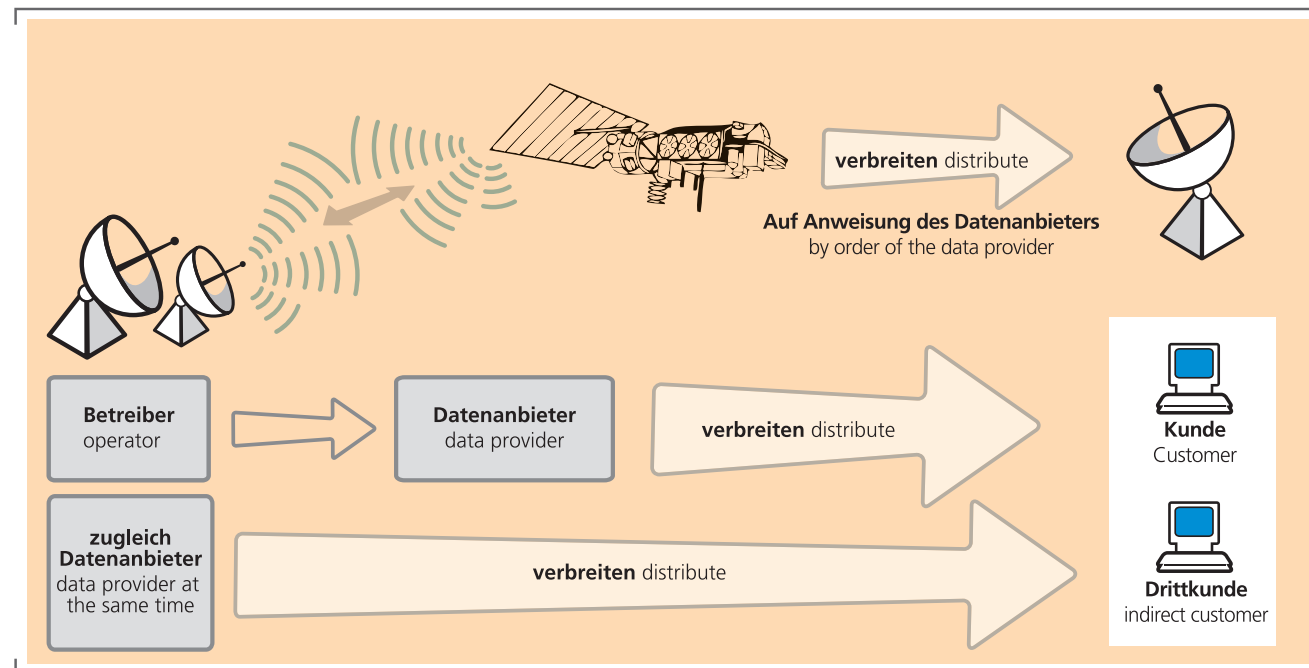 verbreiten distribute
Auf Anweisung des Datenanbieters
by order of the data provider
Betreiber
operator
Datenanbieter
data provider
verbreiten distribute
Kunde
Customer
zugleich
Datenanbieter
data provider at
the same time
verbreiten distribute
Drittkunde
indirect customer